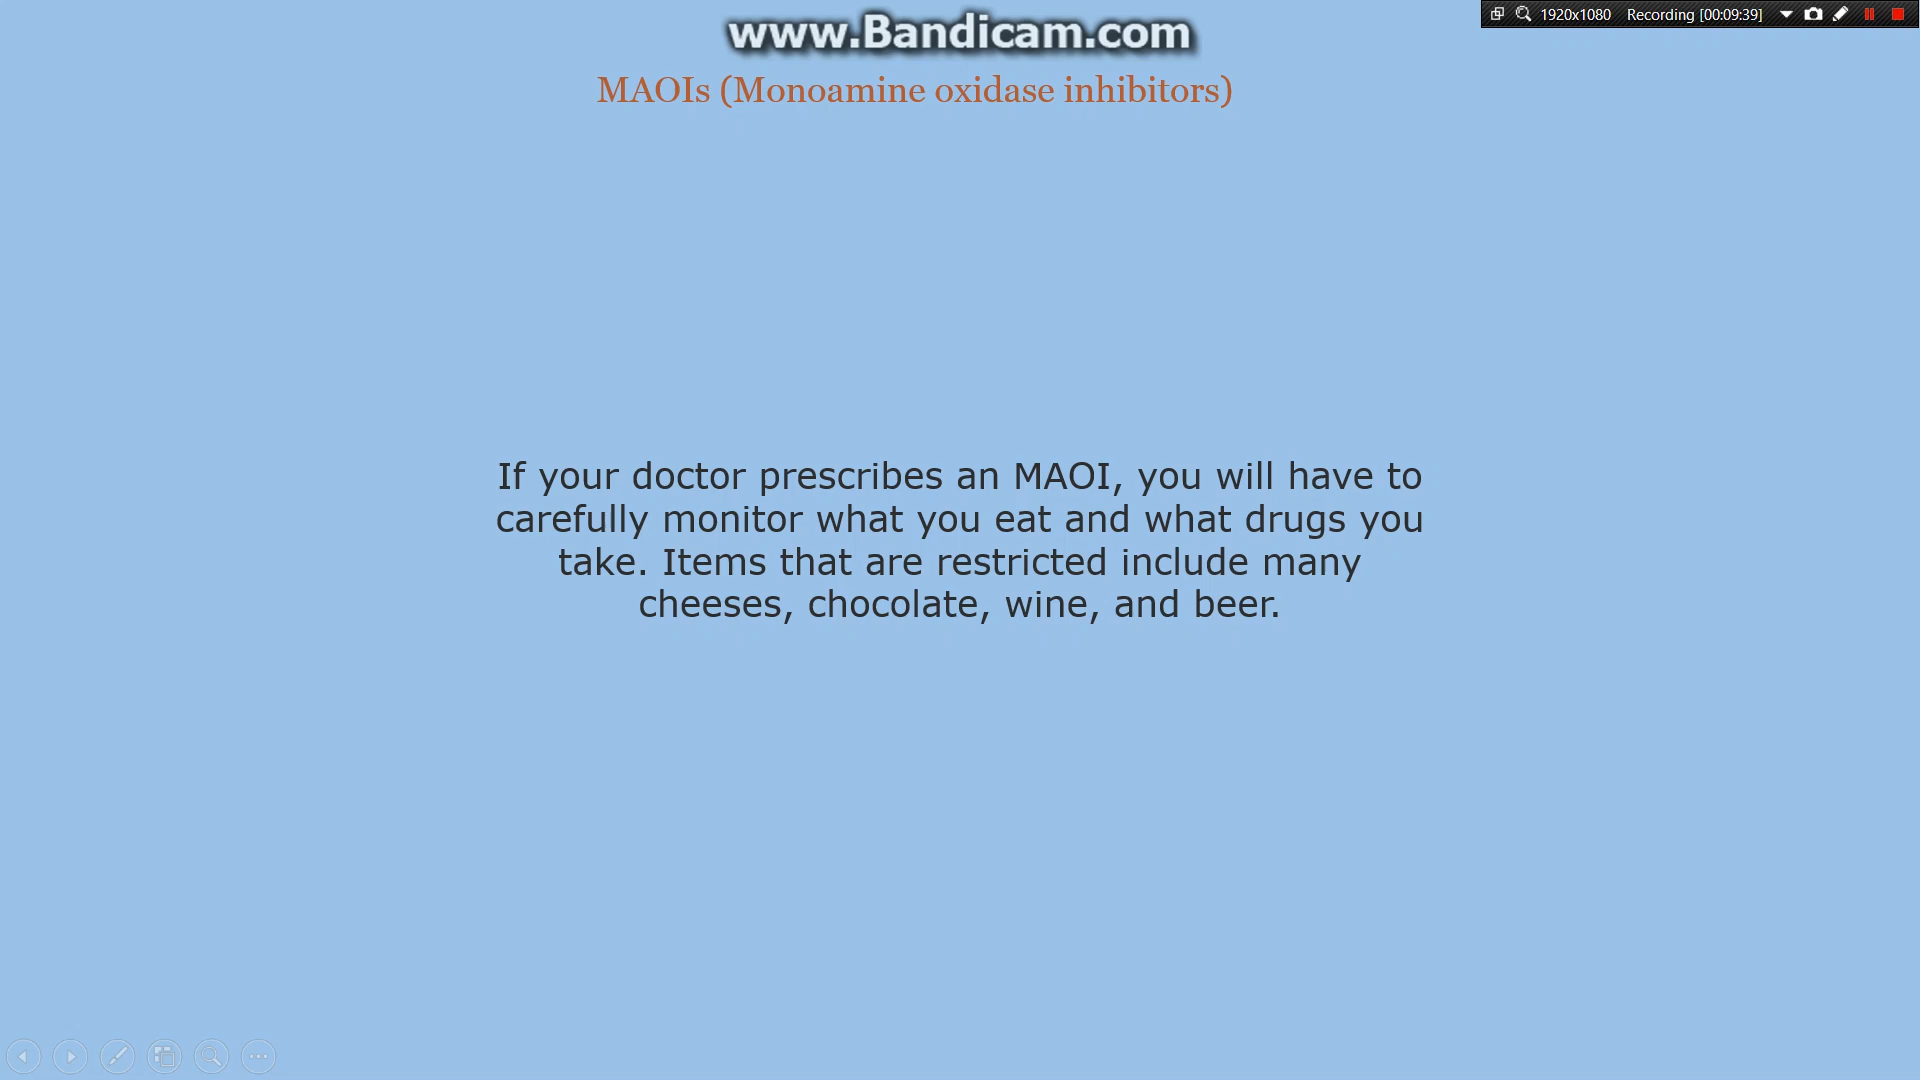 www.Bandicam.com
1920x1080 Recording [00:09:39]
MAOIs (Monoamine oxidase inhibitors)
If your doctor prescribes an MAOI, you will have to
carefully monitor what you eat and what drugs you
take. Items that are restricted include many
cheeses, chocolate, wine, and beer.